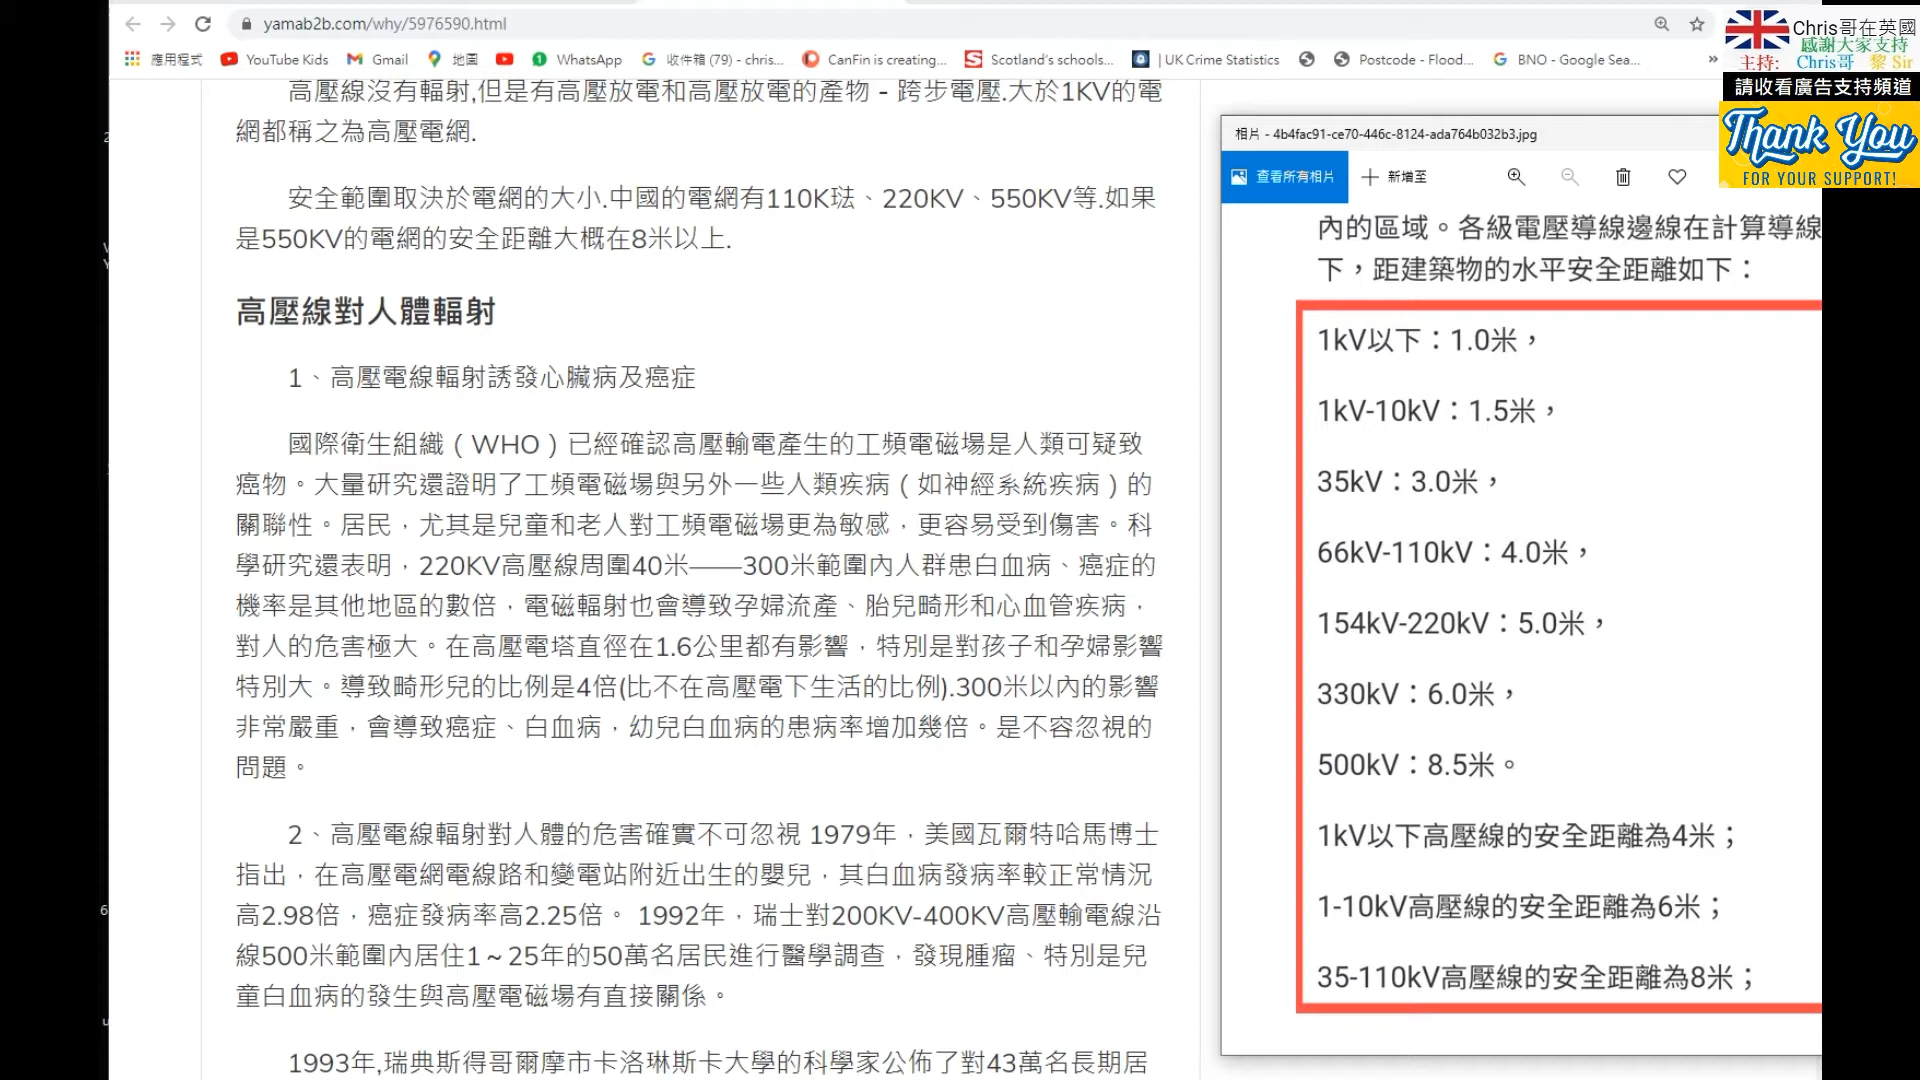 yamab2b.com/why/5976590.html
應用程式 YouTube Kids Gmail 地圖 WhatsApp 收件箱 (79) - chris... CanFin is creating... Scotland's schools... | UK Crime Statistics Postcode - Flood... BNO - Google Sea... »
Chris哥在英國
感謝大家支持
主持: Chris哥 黎 Sir
請收看廣告支持頻道
Thank You
FOR YOUR SUPPORT!
高壓線沒有輻射,但是有高壓放電和高壓放電的產物 - 跨步電壓.大於1KV的電
網都稱之為高壓電網.
安全範圍取決於電網的大小.中國的電網有110K琺、220KV、550KV等.如果
是550KV的電網的安全距離大概在8米以上.
高壓線對人體輻射
1、高壓電線輻射誘發心臟病及癌症
國際衛生組織（WHO）已經確認高壓輸電產生的工頻電磁場是人類可疑致
癌物。大量研究還證明了工頻電磁場與另外一些人類疾病（如神經系統疾病）的
關聯性。居民，尤其是兒童和老人對工頻電磁場更為敏感，更容易受到傷害。科
學研究還表明，220KV高壓線周圍40米——300米範圍內人群患白血病、癌症的
機率是其他地區的數倍，電磁輻射也會導致孕婦流產、胎兒畸形和心血管疾病，
對人的危害極大。在高壓電塔直徑在1.6公里都有影響，特別是對孩子和孕婦影響
特別大。導致畸形兒的比例是4倍(比不在高壓電下生活的比例).300米以內的影響
非常嚴重，會導致癌症、白血病，幼兒白血病的患病率增加幾倍。是不容忽視的
問題。
2、高壓電線輻射對人體的危害確實不可忽視 1979年，美國瓦爾特哈馬博士
指出，在高壓電網電線路和變電站附近出生的嬰兒，其白血病發病率較正常情況
高2.98倍，癌症發病率高2.25倍。 1992年，瑞士對200KV-400KV高壓輸電線沿
線500米範圍內居住1～25年的50萬名居民進行醫學調查，發現腫瘤、特別是兒
童白血病的發生與高壓電磁場有直接關係。
1993年,瑞典斯得哥爾摩市卡洛琳斯卡大學的科學家公佈了對43萬名長期居
相片 - 4b4fac91-ce70-446c-8124-ada764b032b3.jpg
查看所有相片 新增至
內的區域。各級電壓導線邊線在計算導線
下，距建築物的水平安全距離如下：
1kV以下：1.0米，
1kV-10kV：1.5米，
35kV：3.0米，
66kV-110kV：4.0米，
154kV-220kV：5.0米，
330kV：6.0米，
500kV：8.5米。
1kV以下高壓線的安全距離為4米；
1-10kV高壓線的安全距離為6米；
35-110kV高壓線的安全距離為8米；